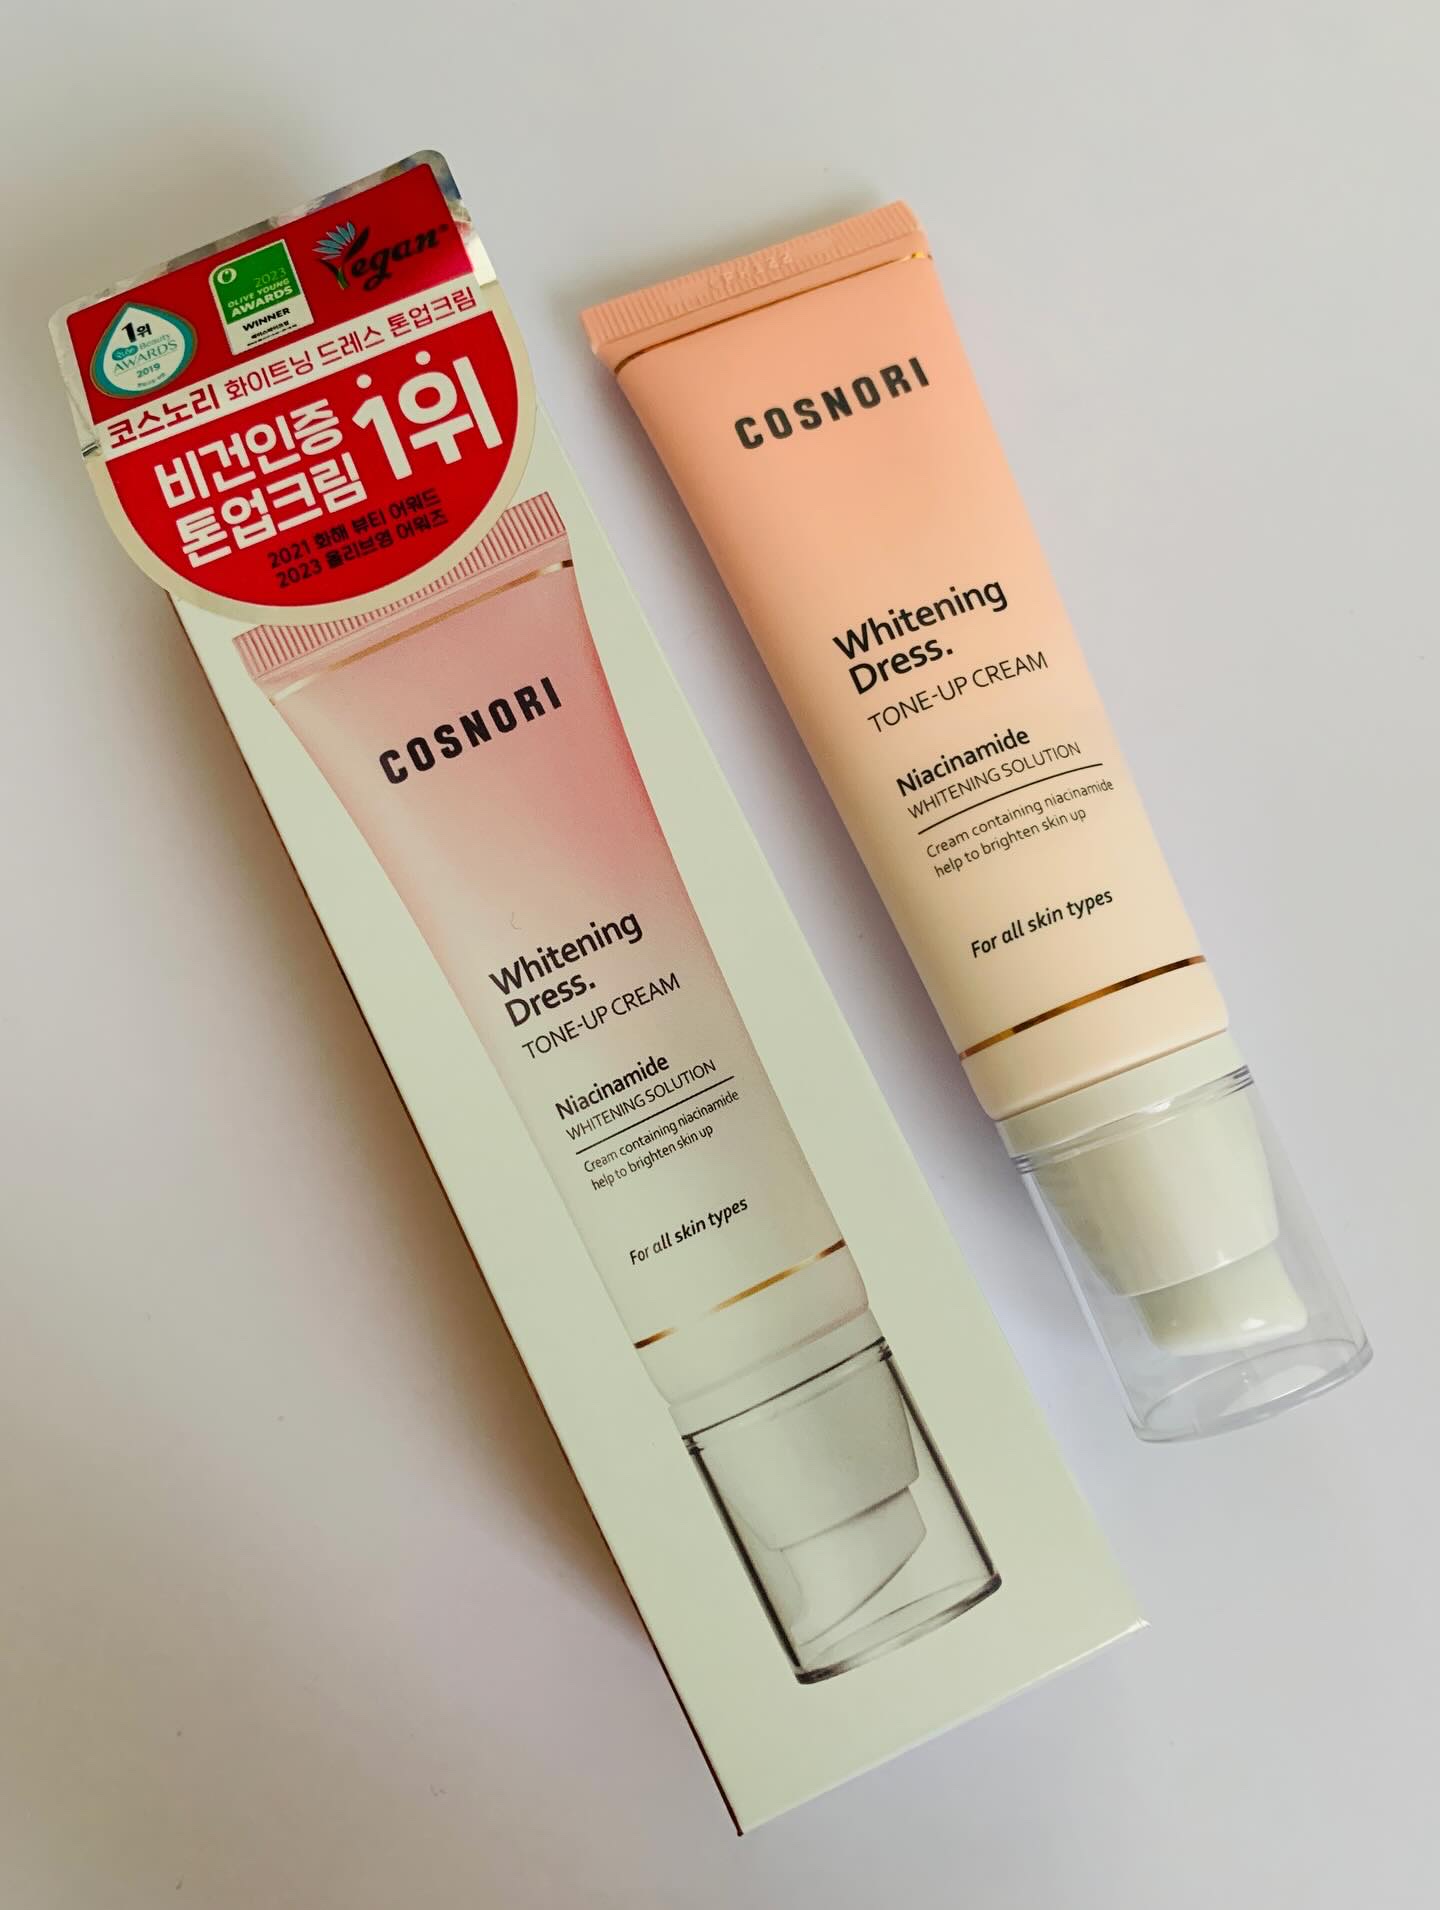 1위
Beauty
AWARDS
2019
2023
OLIVE YOUNG
AWARDS
WINNER
Vegan
코스노리 화이트닝 드레스 톤업크림
비건인증
톤업크림
1위
2021 화해 뷰티 어워드
2023 올리브영 어워즈
COSNORI
Whitening
Dress.
TONE-UP CREAM
Niacinamide
WHITENING SOLUTION
Cream containing niacinamide
help to brighten skin up
For all skin types
COSNORI
Whitening
Dress.
TONE-UP CREAM
Niacinamide
WHITENING SOLUTION
Cream containing niacinamide
help to brighten skin up
For all skin types